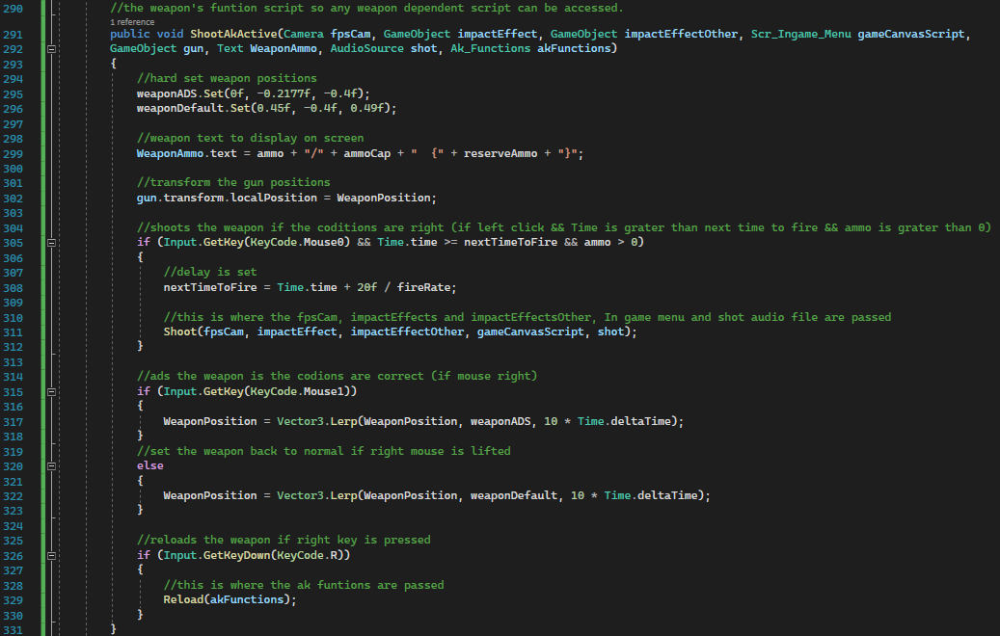 290 //the weapon's funtion script so any weapon dependent script can be accessed.
1 reference
291 public void ShootAkActive(Camera fpsCam, GameObject impactEffect, GameObject impactEffectOther, Scr_Ingame_Menu gameCanvasScript,
292 GameObject gun, Text WeaponAmmo, AudioSource shot, Ak_Functions akFunctions)
293 {
294 //hard set weapon positions
295 weaponADS.Set(0f, -0.2177f, -0.4f);
296 weaponDefault.Set(0.45f, -0.4f, 0.49f);
297
298 //weapon text to display on screen
299 WeaponAmmo.text = ammo + "/" + ammoCap + "  {" + reserveAmmo + "}";
300
301 //transform the gun positions
302 gun.transform.localPosition = WeaponPosition;
303
304 //shoots the weapon if the coditions are right (if left click && Time is grater than next time to fire && ammo is grater than 0)
305 if (Input.GetKey(KeyCode.Mouse0) && Time.time >= nextTimeToFire && ammo > 0)
306 {
307 //delay is set
308 nextTimeToFire = Time.time + 20f / fireRate;
309
310 //this is where the fpsCam, impactEffects and impactEffectsOther, In game menu and shot audio file are passed
311 Shoot(fpsCam, impactEffect, impactEffectOther, gameCanvasScript, shot);
312 }
313
314 //ads the weapon is the codions are correct (if mouse right)
315 if (Input.GetKey(KeyCode.Mouse1))
316 {
317 WeaponPosition = Vector3.Lerp(WeaponPosition, weaponADS, 10 * Time.deltaTime);
318 }
319 //set the weapon back to normal if right mouse is lifted
320 else
321 {
322 WeaponPosition = Vector3.Lerp(WeaponPosition, weaponDefault, 10 * Time.deltaTime);
323 }
324
325 //reloads the weapon if right key is pressed
326 if (Input.GetKeyDown(KeyCode.R))
327 {
328 //this is where the ak funtions are passed
329 Reload(akFunctions);
330 }
331 }